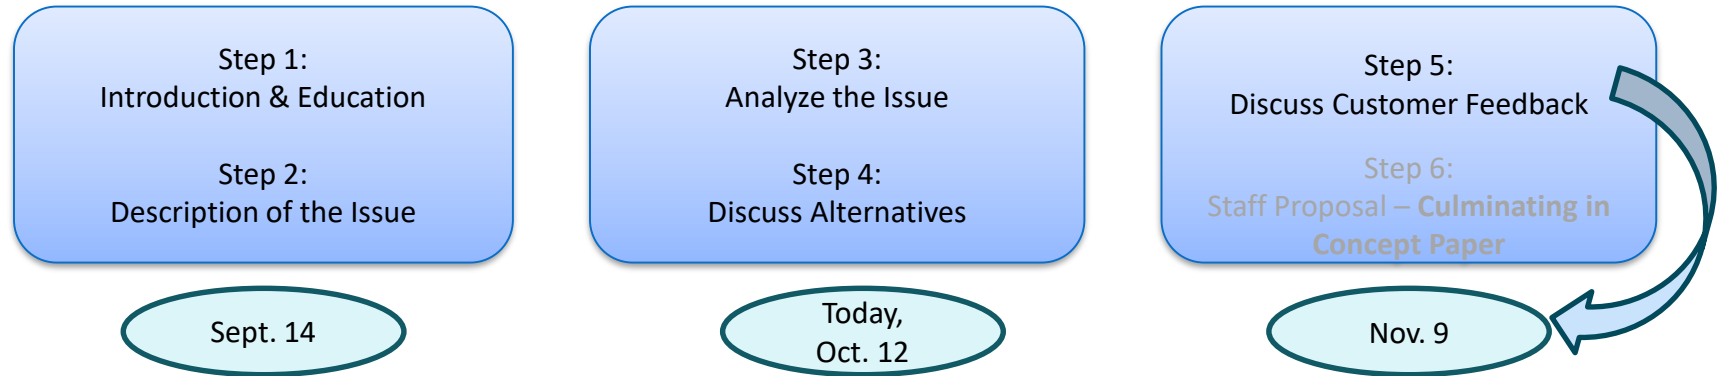 Step 1:
Introduction & Education
Step 2:
Description of the Issue
Sept. 14
Step 3:
Analyze the Issue
Step 4:
Discuss Alternatives
Today,
Oct. 12
Step 5:
Discuss Customer Feedback
Step 6:
Staff Proposal – Culminating in
Concept Paper
Nov. 9